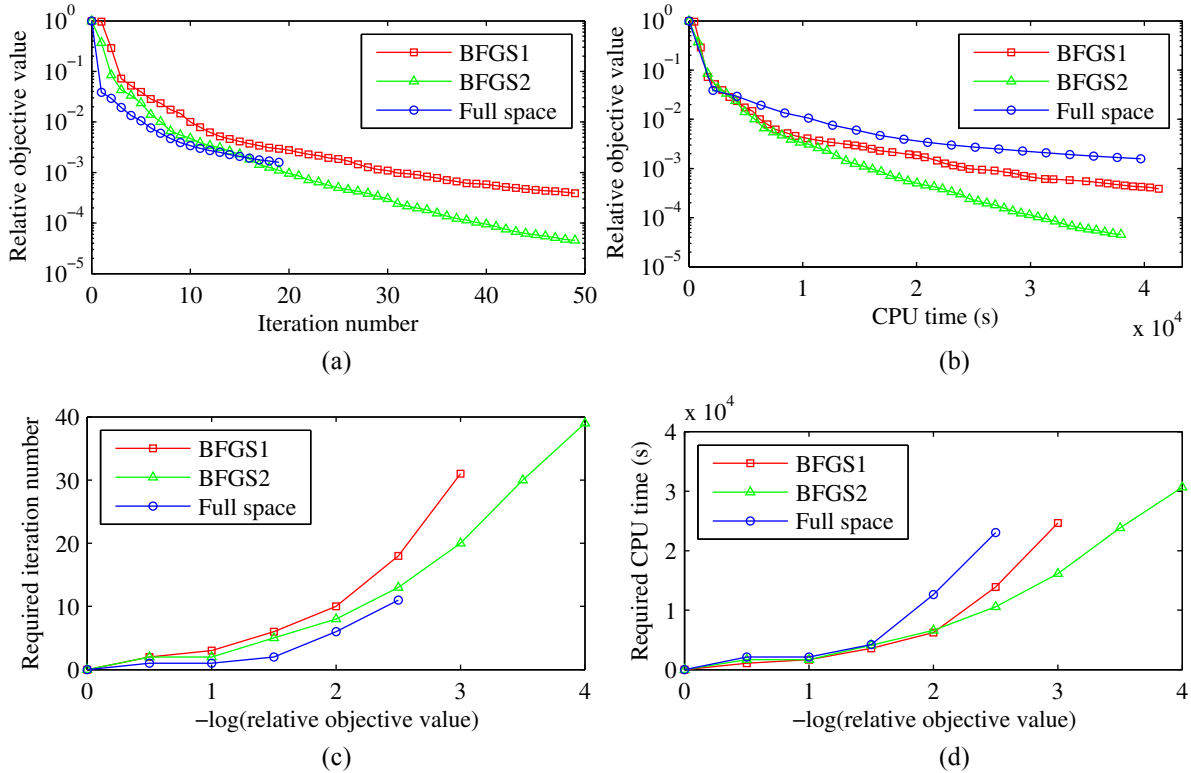 Relative objective value
10^0
10^-1
10^-2
10^-3
10^-4
10^-5
BFGS1
BFGS2
Full space
0 10 20 30 40 50
Iteration number
(a)
Relative objective value
10^0
10^-1
10^-2
10^-3
10^-4
10^-5
BFGS1
BFGS2
Full space
0 1 2 3 4
CPU time (s)
x 10^4
(b)
Required iteration number
40
30
20
10
0
BFGS1
BFGS2
Full space
0 1 2 3 4
−log(relative objective value)
(c)
x 10^4
Required CPU time (s)
4
3
2
1
0
BFGS1
BFGS2
Full space
0 1 2 3 4
−log(relative objective value)
(d)